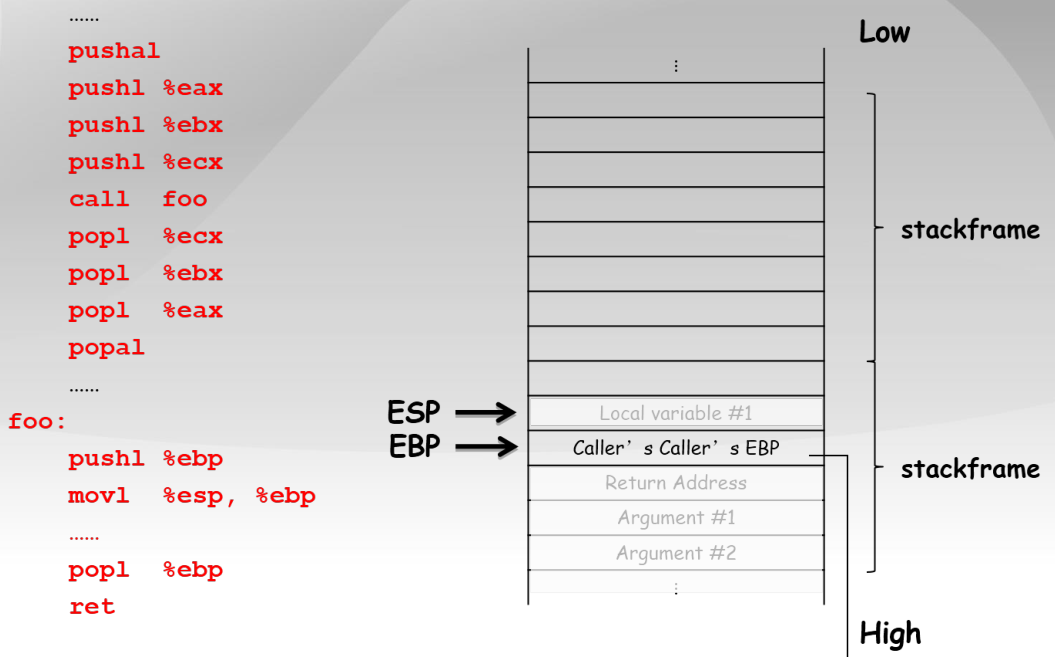 ……
pushal
pushl %eax
pushl %ebx
pushl %ecx
call foo
popl %ecx
popl %ebx
popl %eax
popal
……
foo:
pushl %ebp
movl %esp, %ebp
……
popl %ebp
ret
Low
⋮
stackframe
ESP
Local variable #1
EBP
Caller’s Caller’s EBP
Return Address
stackframe
Argument #1
Argument #2
⋮
High